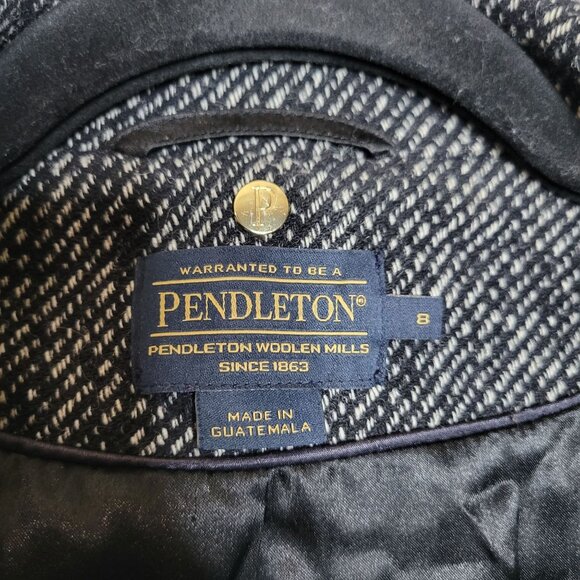 P
WARRANTED TO BE A
PENDLETON®
8
PENDLETON WOOLEN MILLS
SINCE 1863
MADE IN
GUATEMALA